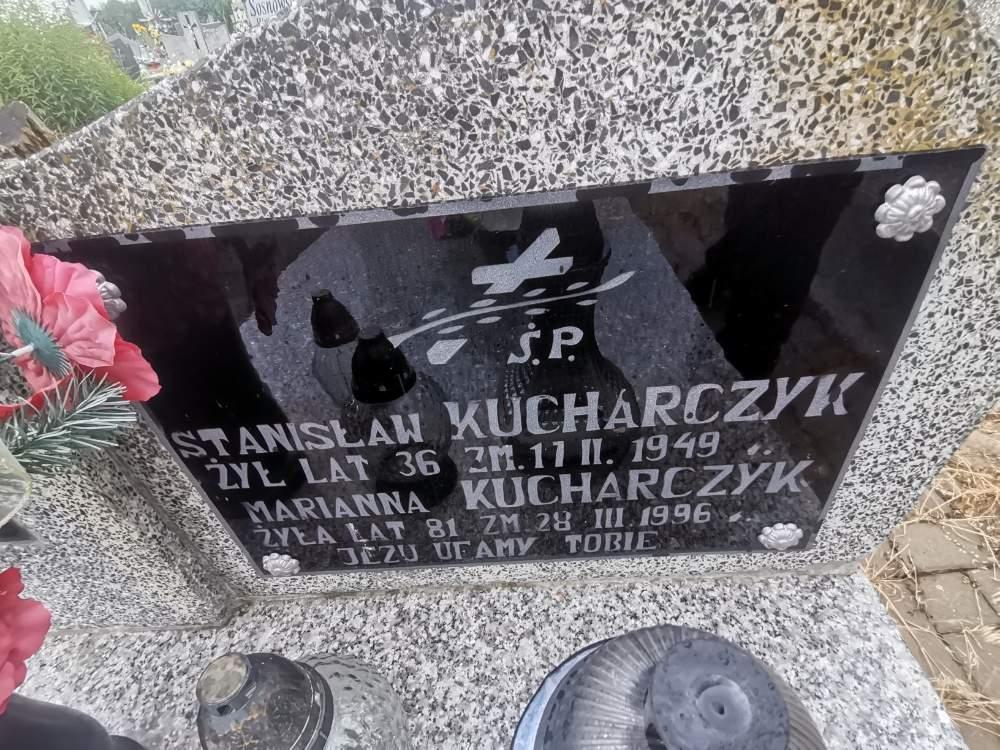 Ś.P.
STANISŁAW KUCHARCZYK
ŻYŁ LAT 36 ZM. 17 II. 1949
MARIANNA KUCHARCZYK
ŻYŁA LAT 81 ZM. 28 III 1996
JEZU UFAMY TOBIE